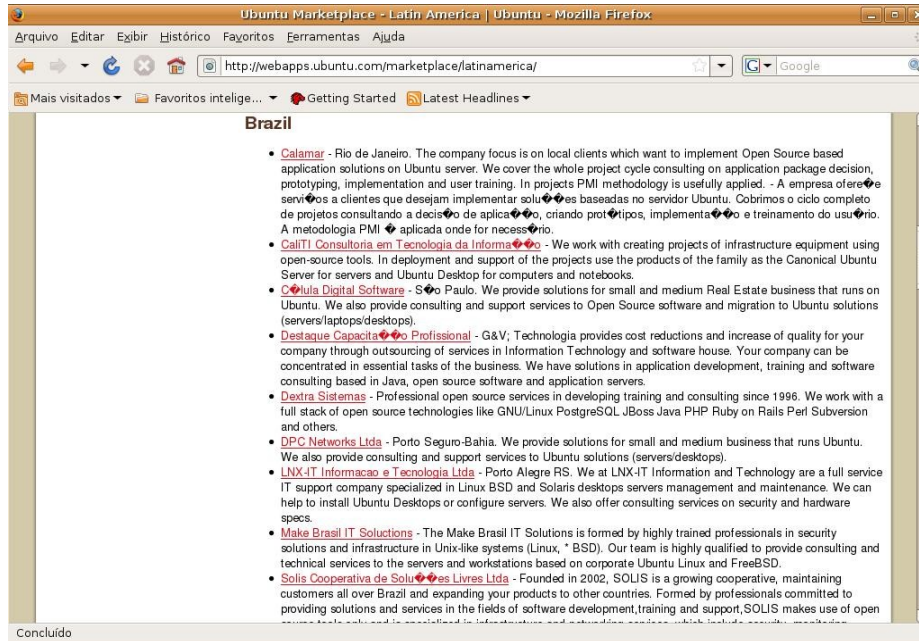 Ubuntu Marketplace - Latin America | Ubuntu - Mozilla Firefox
Arquivo Editar Exibir Histórico Favoritos Ferramentas Ajuda
http://webapps.ubuntu.com/marketplace/latinamerica/ Google
Mais visitados Favoritos intelige... Getting Started Latest Headlines
Brazil
• Calamar - Rio de Janeiro. The company focus is on local clients which want to implement Open Source based
application solutions on Ubuntu server. We cover the whole project cycle consulting on application package decision,
prototyping, implementation and user training. In projects PMI methodology is usefully applied. - A empresa ofere�e
servi�os a clientes que desejam implementar solu��es baseadas no servidor Ubuntu. Cobrimos o ciclo completo
de projetos consultando a decis�o de aplica��o, criando prot�tipos, implementa��o e treinamento do usu�rio.
A metodologia PMI � aplicada onde for necess�rio.
• CaliTI Consultoria em Tecnologia da Informa��o - We work with creating projects of infrastructure equipment using
open-source tools. In deployment and support of the projects use the products of the family as the Canonical Ubuntu
Server for servers and Ubuntu Desktop for computers and notebooks.
• C�lula Digital Software - S�o Paulo. We provide solutions for small and medium Real Estate business that runs on
Ubuntu. We also provide consulting and support services to Open Source software and migration to Ubuntu solutions
(servers/laptops/desktops).
• Destaque Capacita��o Profissional - G&V; Technologia provides cost reductions and increase of quality for your
company through outsourcing of services in Information Technology and software house. Your company can be
concentrated in essential tasks of the business. We have solutions in application development, training and software
consulting based in Java, open source software and application servers.
• Dextra Sistemas - Professional open source services in developing training and consulting since 1996. We work with a
full stack of open source technologies like GNU/Linux PostgreSQL JBoss Java PHP Ruby on Rails Perl Subversion
and others.
• DPC Networks Ltda - Porto Seguro-Bahia. We provide solutions for small and medium business that runs Ubuntu.
We also provide consulting and support services to Ubuntu solutions (servers/desktops).
• LNX-IT Informacao e Tecnologia Ltda - Porto Alegre RS. We at LNX-IT Information and Technology are a full service
IT support company specialized in Linux BSD and Solaris desktops servers management and maintenance. We can
help to install Ubuntu Desktops or configure servers. We also offer consulting services on security and hardware
specs.
• Make Brasil IT Soluctions - The Make Brasil IT Solutions is formed by highly trained professionals in security
solutions and infrastructure in Unix-like systems (Linux, * BSD). Our team is highly qualified to provide consulting and
technical services to the servers and workstations based on corporate Ubuntu Linux and FreeBSD.
• Solis Cooperativa de Solu��es Livres Ltda - Founded in 2002, SOLIS is a growing cooperative, maintaining
customers all over Brazil and expanding your products to other countries. Formed by professionals committed to
providing solutions and services in the fields of software development,training and support,SOLIS makes use of open
source tools only and is specialized in infrastructure and networking services, which include security, monitoring
Concluído